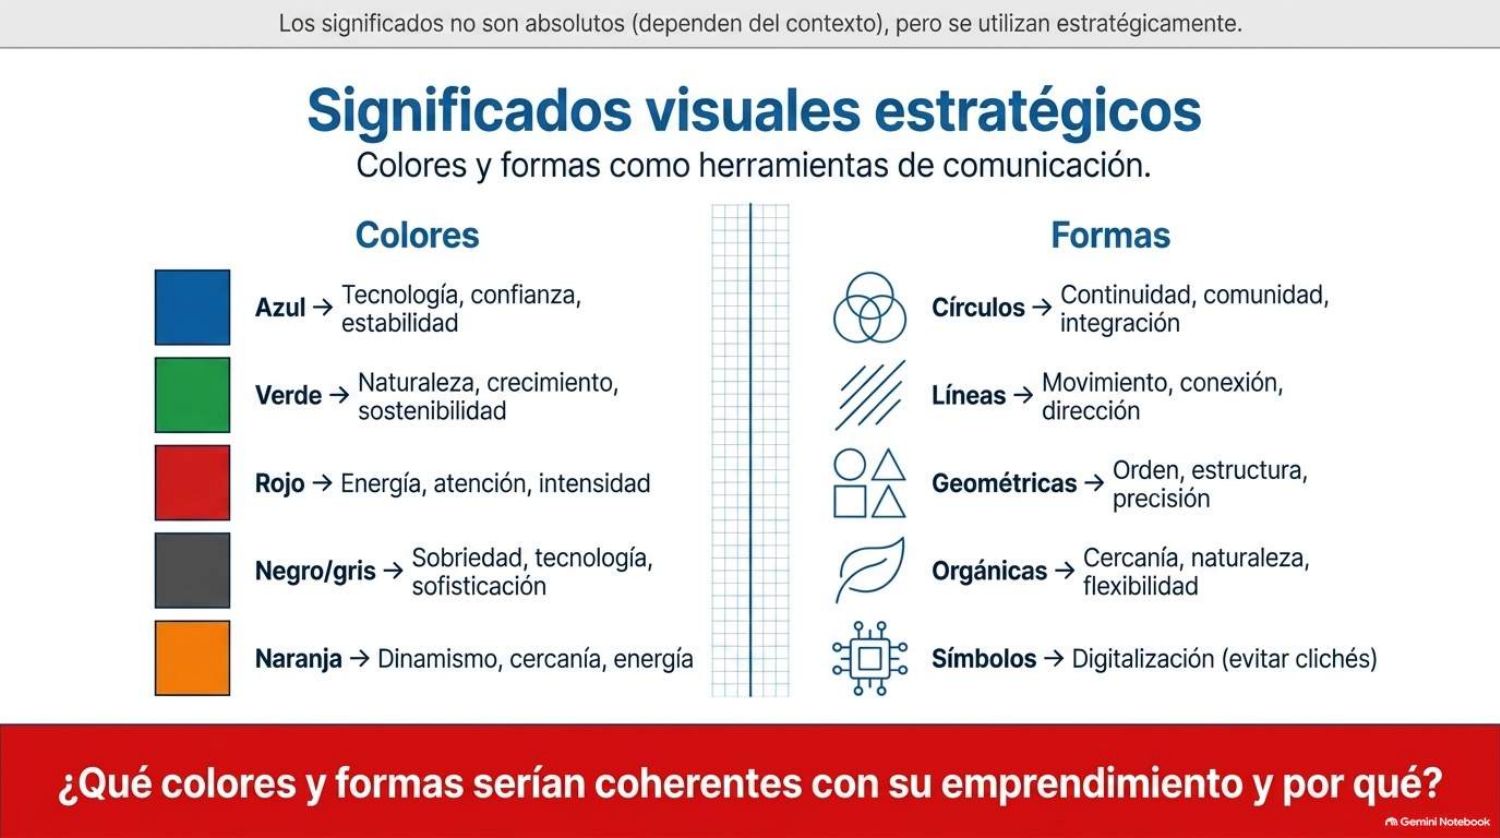 Los significados no son absolutos (dependen del contexto), pero se utilizan estratégicamente.
Significados visuales estratégicos
Colores y formas como herramientas de comunicación.
Colores
Azul → Tecnología, confianza,
estabilidad
Verde → Naturaleza, crecimiento,
sostenibilidad
Rojo → Energía, atención, intensidad
Negro/gris → Sobriedad, tecnología,
sofisticación
Naranja → Dinamismo, cercanía, energía
Formas
Círculos → Continuidad, comunidad,
integración
Líneas → Movimiento, conexión,
dirección
Geométricas → Orden, estructura,
precisión
Orgánicas → Cercanía, naturaleza,
flexibilidad
Símbolos → Digitalización (evitar clichés)
¿Qué colores y formas serían coherentes con su emprendimiento y por qué?
Gemini Notebook